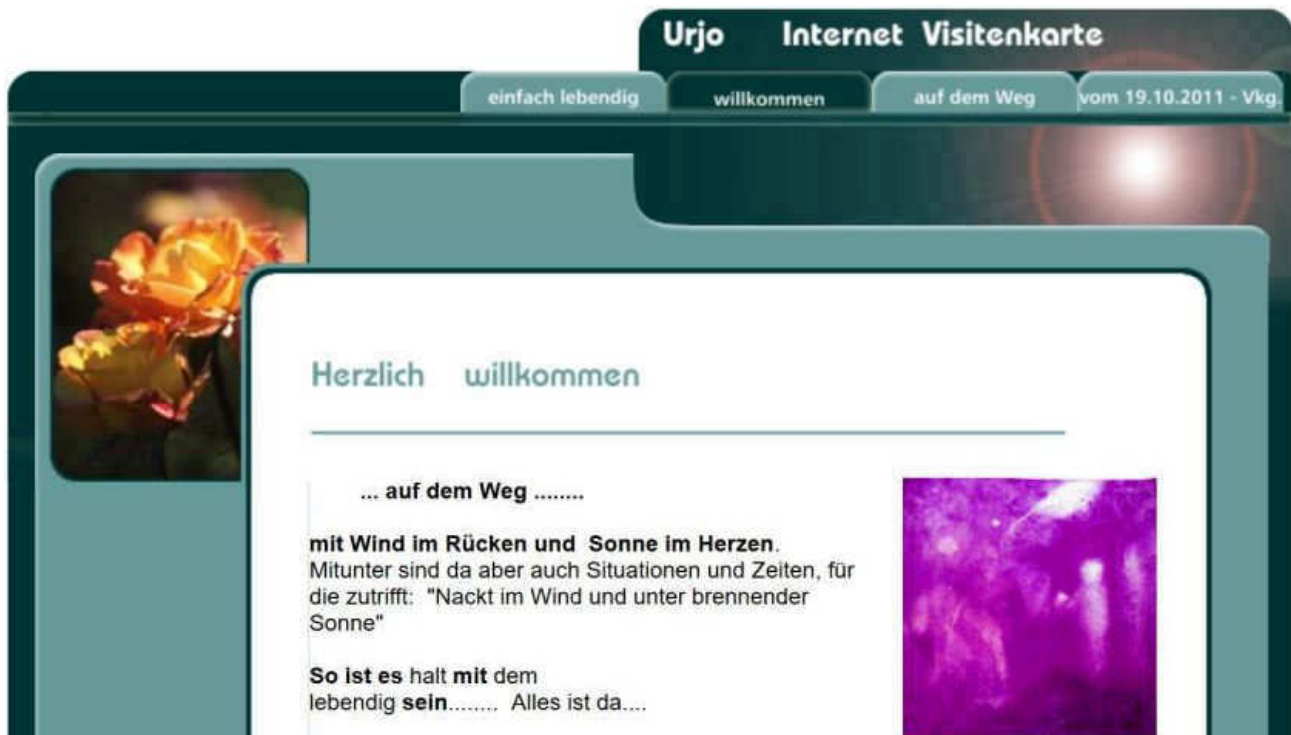 Urjo Internet Visitenkarte
einfach lebendig willkommen auf dem Weg vom 19.10.2011 - Vkg.
Herzlich willkommen
... auf dem Weg ........
mit Wind im Rücken und Sonne im Herzen.
Mitunter sind da aber auch Situationen und Zeiten, für
die zutrifft: "Nackt im Wind und unter brennender
Sonne"
So ist es halt mit dem
lebendig sein........ Alles ist da....